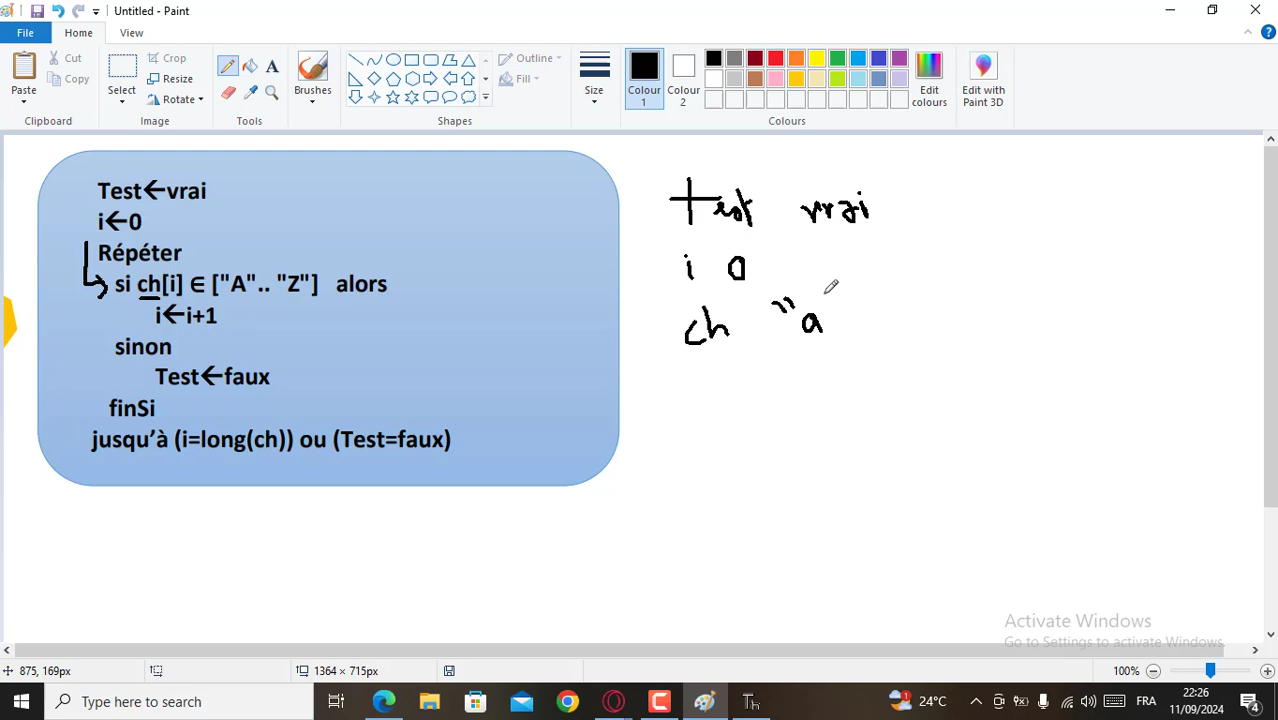 Untitled - Paint
File Home View
Paste Cut Copy Clipboard
Select Crop Resize Rotate Image
Tools
Brushes
Outline Fill Shapes
Size
Colour 1 Colour 2 Edit colours Edit with Paint 3D Colours
Test←vrai
i←0
Répéter
si ch[i] ∈ ["A".. "Z"] alors
i←i+1
sinon
Test←faux
finSi
jusqu'à (i=long(ch)) ou (Test=faux)
Test vrai
i 0
ch "a
Activate Windows
Go to Settings to activate Windows.
875, 169px 1364 × 715px 100%
Type here to search
24°C FRA 22:26 11/09/2024 4